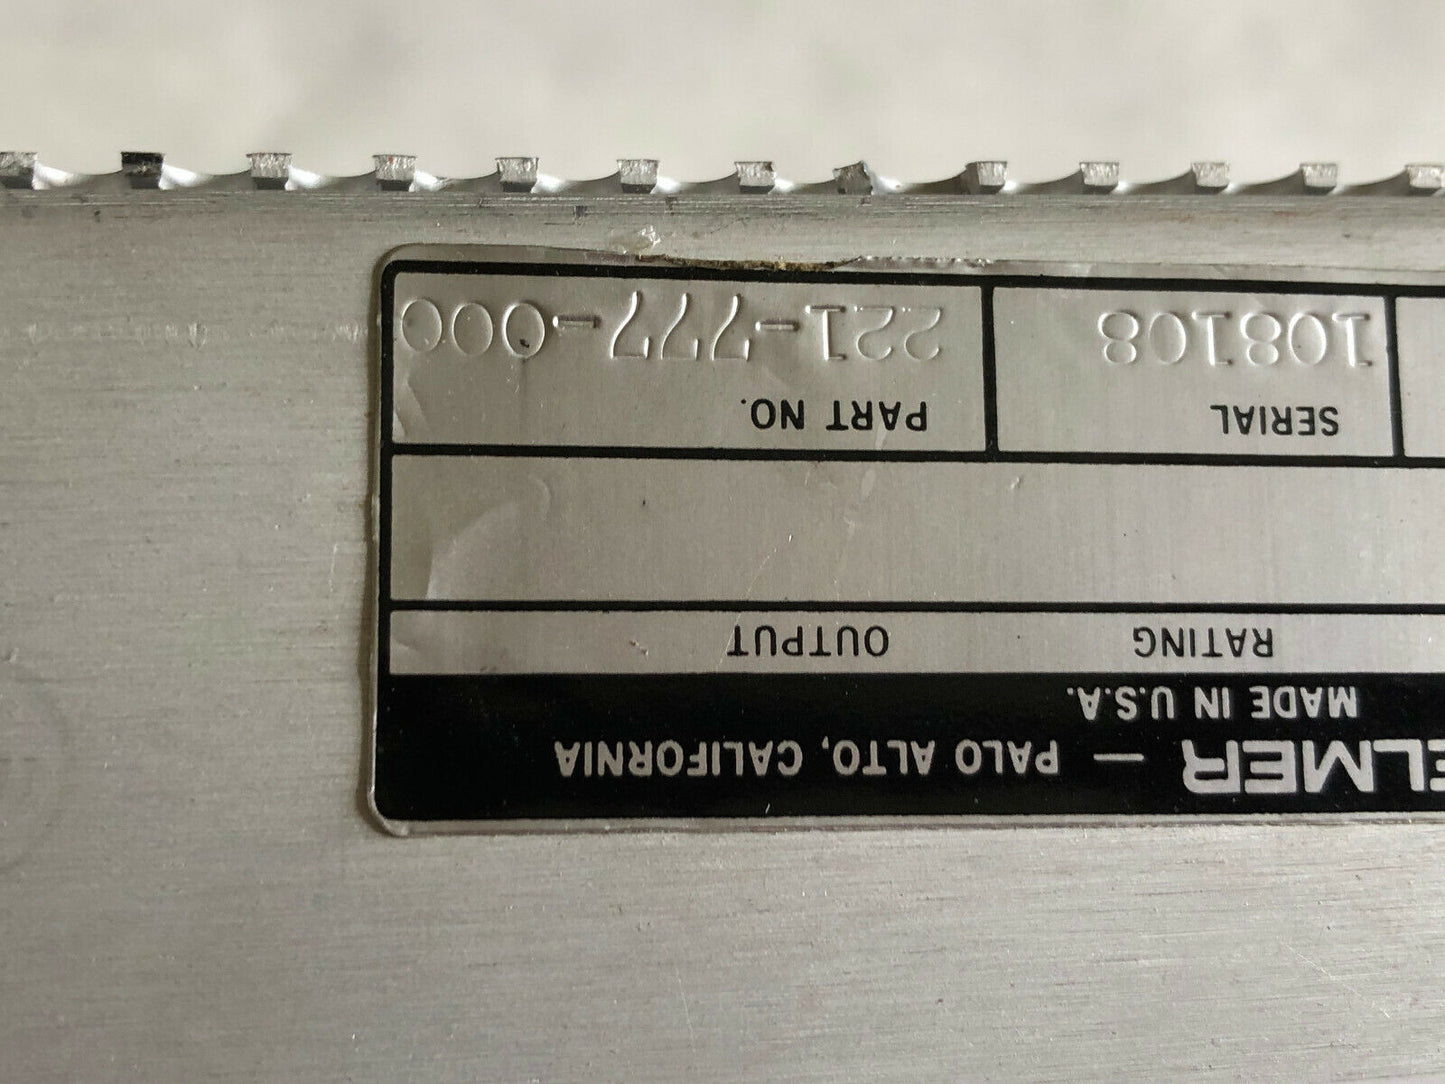 ELMER — PALO ALTO, CALIFORNIA
MADE IN U.S.A.
RATING OUTPUT
SERIAL PART NO.
108108 221-777-000